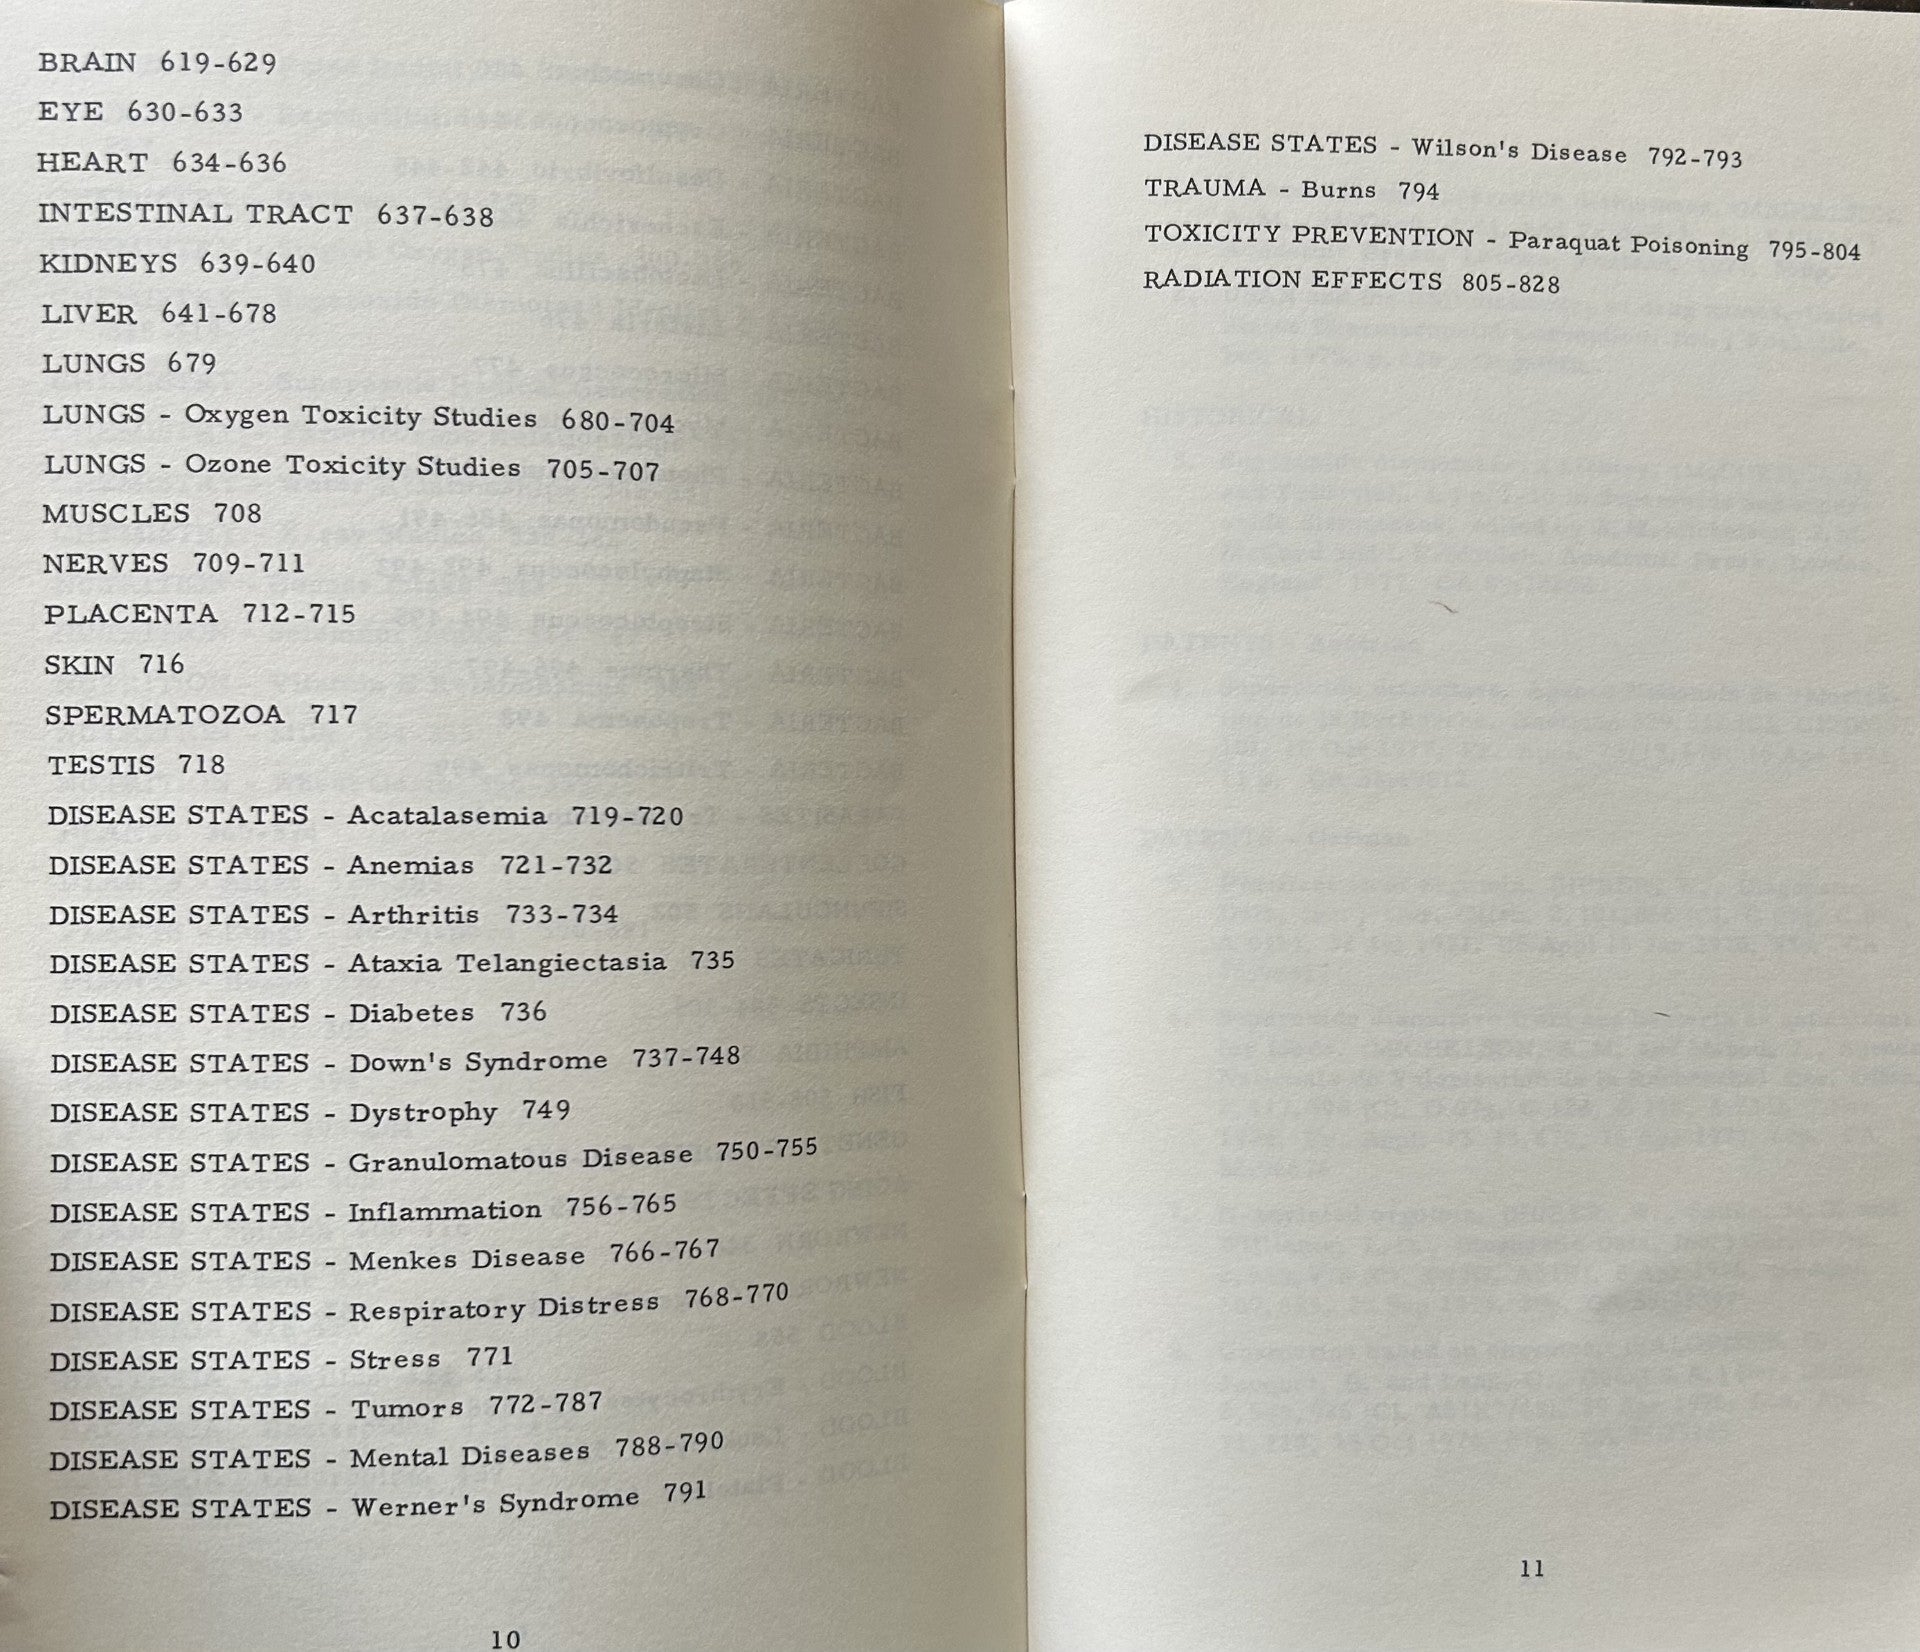 BRAIN 619-629
EYE 630-633
HEART 634-636
INTESTINAL TRACT 637-638
KIDNEYS 639-640
LIVER 641-678
LUNGS 679
LUNGS - Oxygen Toxicity Studies 680-704
LUNGS - Ozone Toxicity Studies 705-707
MUSCLES 708
NERVES 709-711
PLACENTA 712-715
SKIN 716
SPERMATOZOA 717
TESTIS 718
DISEASE STATES - Acatalasemia 719-720
DISEASE STATES - Anemias 721-732
DISEASE STATES - Arthritis 733-734
DISEASE STATES - Ataxia Telangiectasia 735
DISEASE STATES - Diabetes 736
DISEASE STATES - Down's Syndrome 737-748
DISEASE STATES - Dystrophy 749
DISEASE STATES - Granulomatous Disease 750-755
DISEASE STATES - Inflammation 756-765
DISEASE STATES - Menkes Disease 766-767
DISEASE STATES - Respiratory Distress 768-770
DISEASE STATES - Stress 771
DISEASE STATES - Tumors 772-787
DISEASE STATES - Mental Diseases 788-790
DISEASE STATES - Werner's Syndrome 791
10
DISEASE STATES - Wilson's Disease 792-793
TRAUMA - Burns 794
TOXICITY PREVENTION - Paraquat Poisoning 795-804
RADIATION EFFECTS 805-828
11